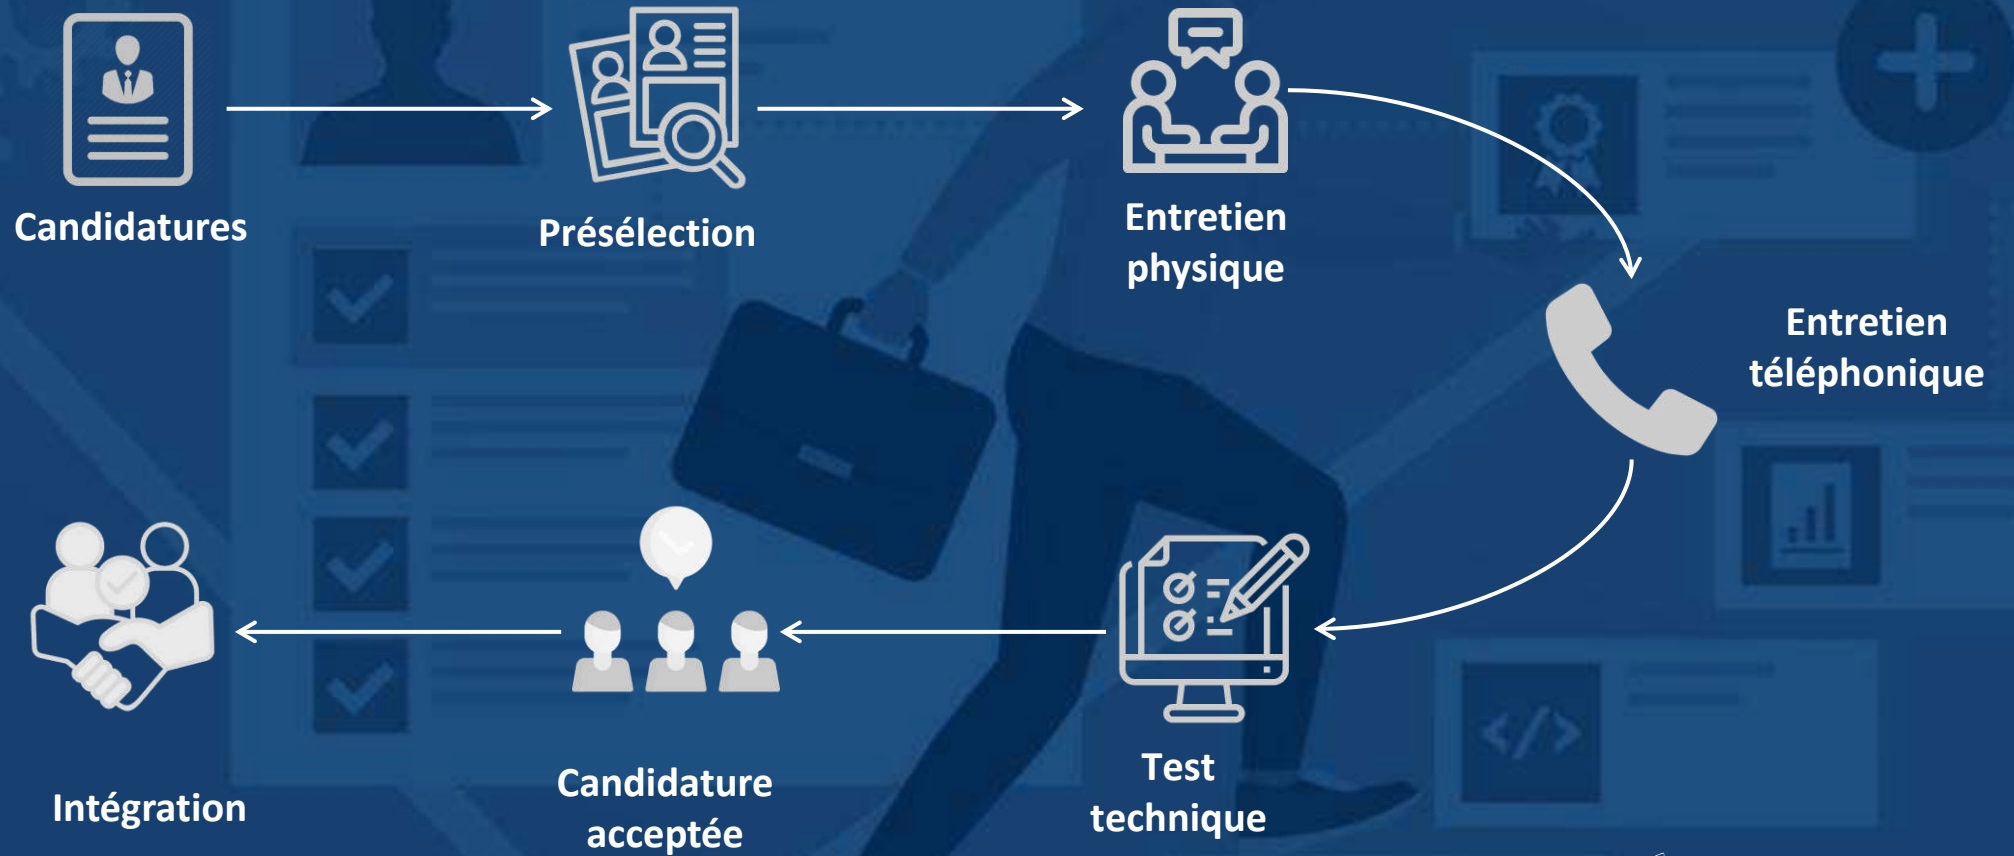 Candidatures
Présélection
Entretien
physique
Entretien
téléphonique
Test
technique
Candidature
acceptée
Intégration